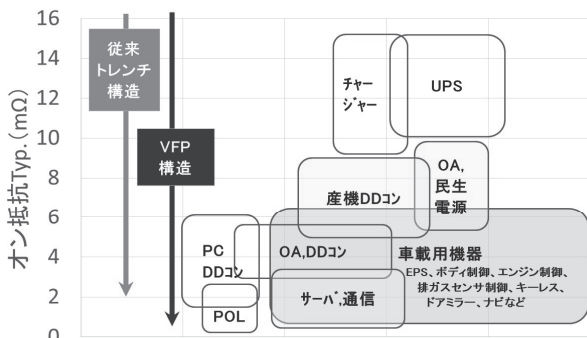 オン抵抗Typ.(mΩ)
16
14
12
10
8
6
4
2
0
従来
トレンチ
構造
VFP
構造
チャー
ジャー
UPS
OA,
民生
電源
産機DDコン
PC
DDコン
OA,DDコン
車載用機器
EPS、ボディ制御、エンジン制御、
排ガスセンサ制御、キーレス、
ドアミラー、ナビなど
サーバ,通信
POL